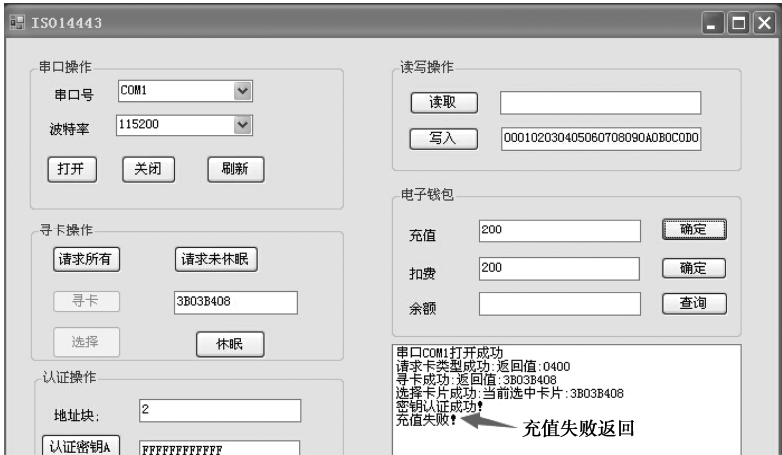 ISO14443
串口操作
串口号 COM1
波特率 115200
打开 关闭 刷新
寻卡操作
请求所有 请求未休眠
寻卡 3B03B408
选择 休眠
认证操作
地址块: 2
认证密钥A FFFFFFFFFFFF
读写操作
读取
写入 000102030405060708090A0B0C0D0
电子钱包
充值 200 确定
扣费 200 确定
余额 查询
串口COM1打开成功
请求卡类型成功:返回值:0400
寻卡成功:返回值:3B03B408
选择卡片成功:当前选中卡片:3B03B408
密钥认证成功!
充值失败!
充值失败返回